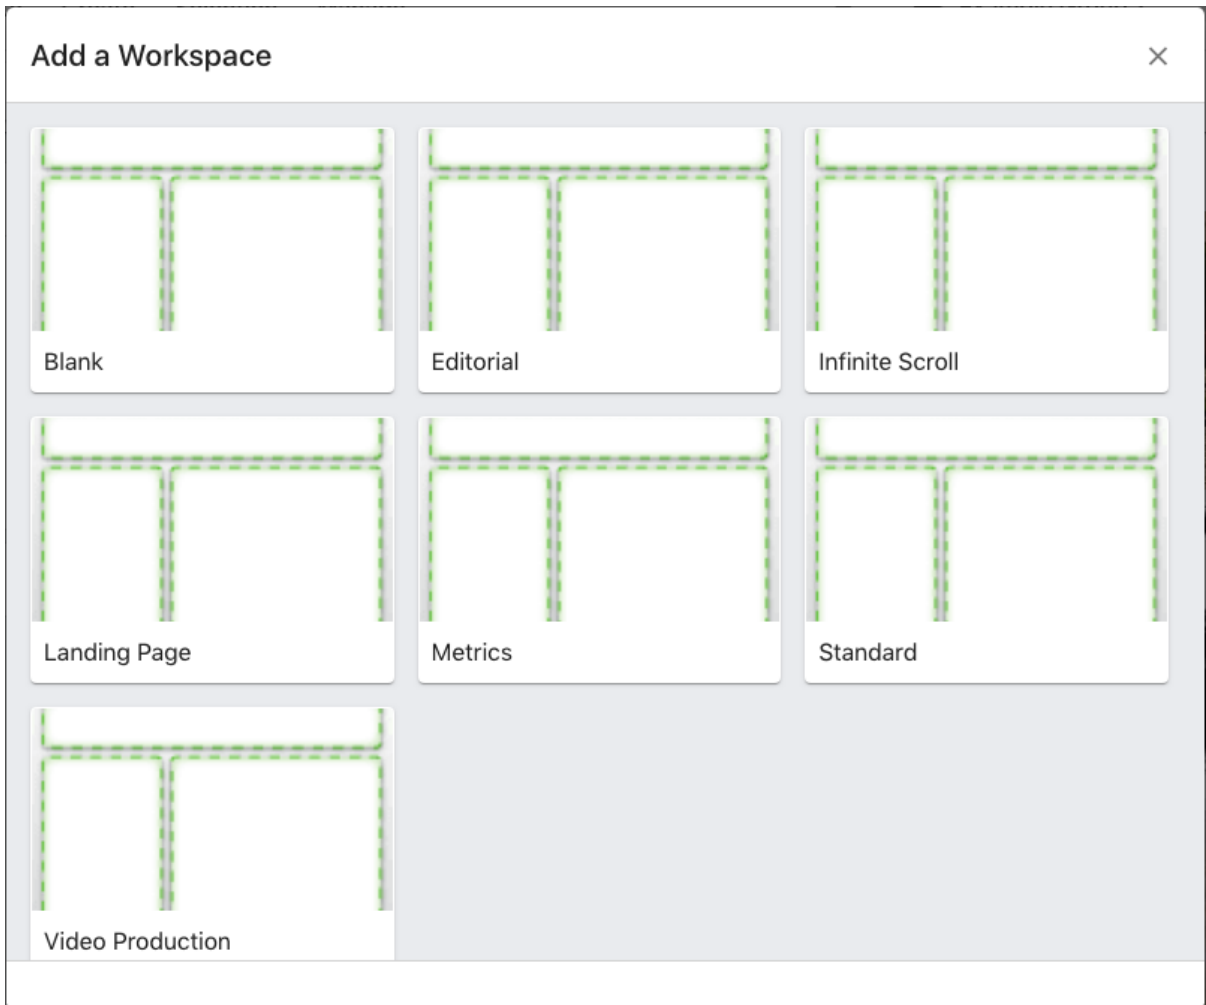 Add a Workspace
Blank
Editorial
Infinite Scroll
Landing Page
Metrics
Standard
Video Production